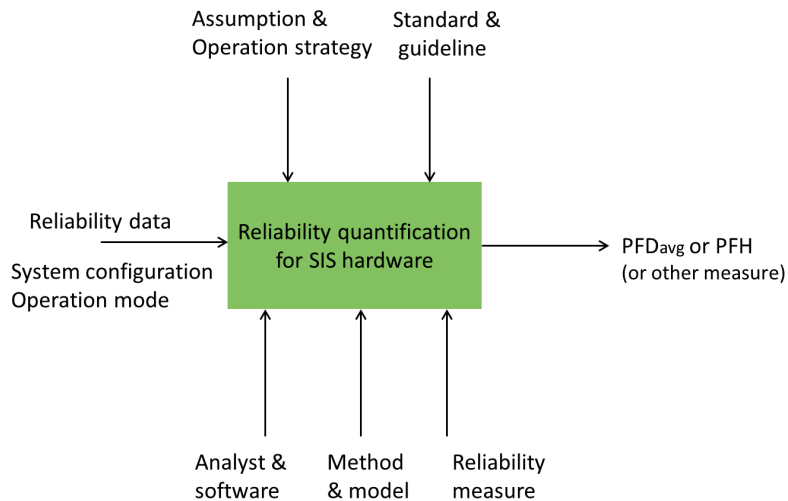 Assumption &
Operation strategy
Standard &
guideline
Reliability data
System configuration
Operation mode
Reliability quantification
for SIS hardware
PFDavg or PFH
(or other measure)
Analyst &
software
Method
& model
Reliability
measure